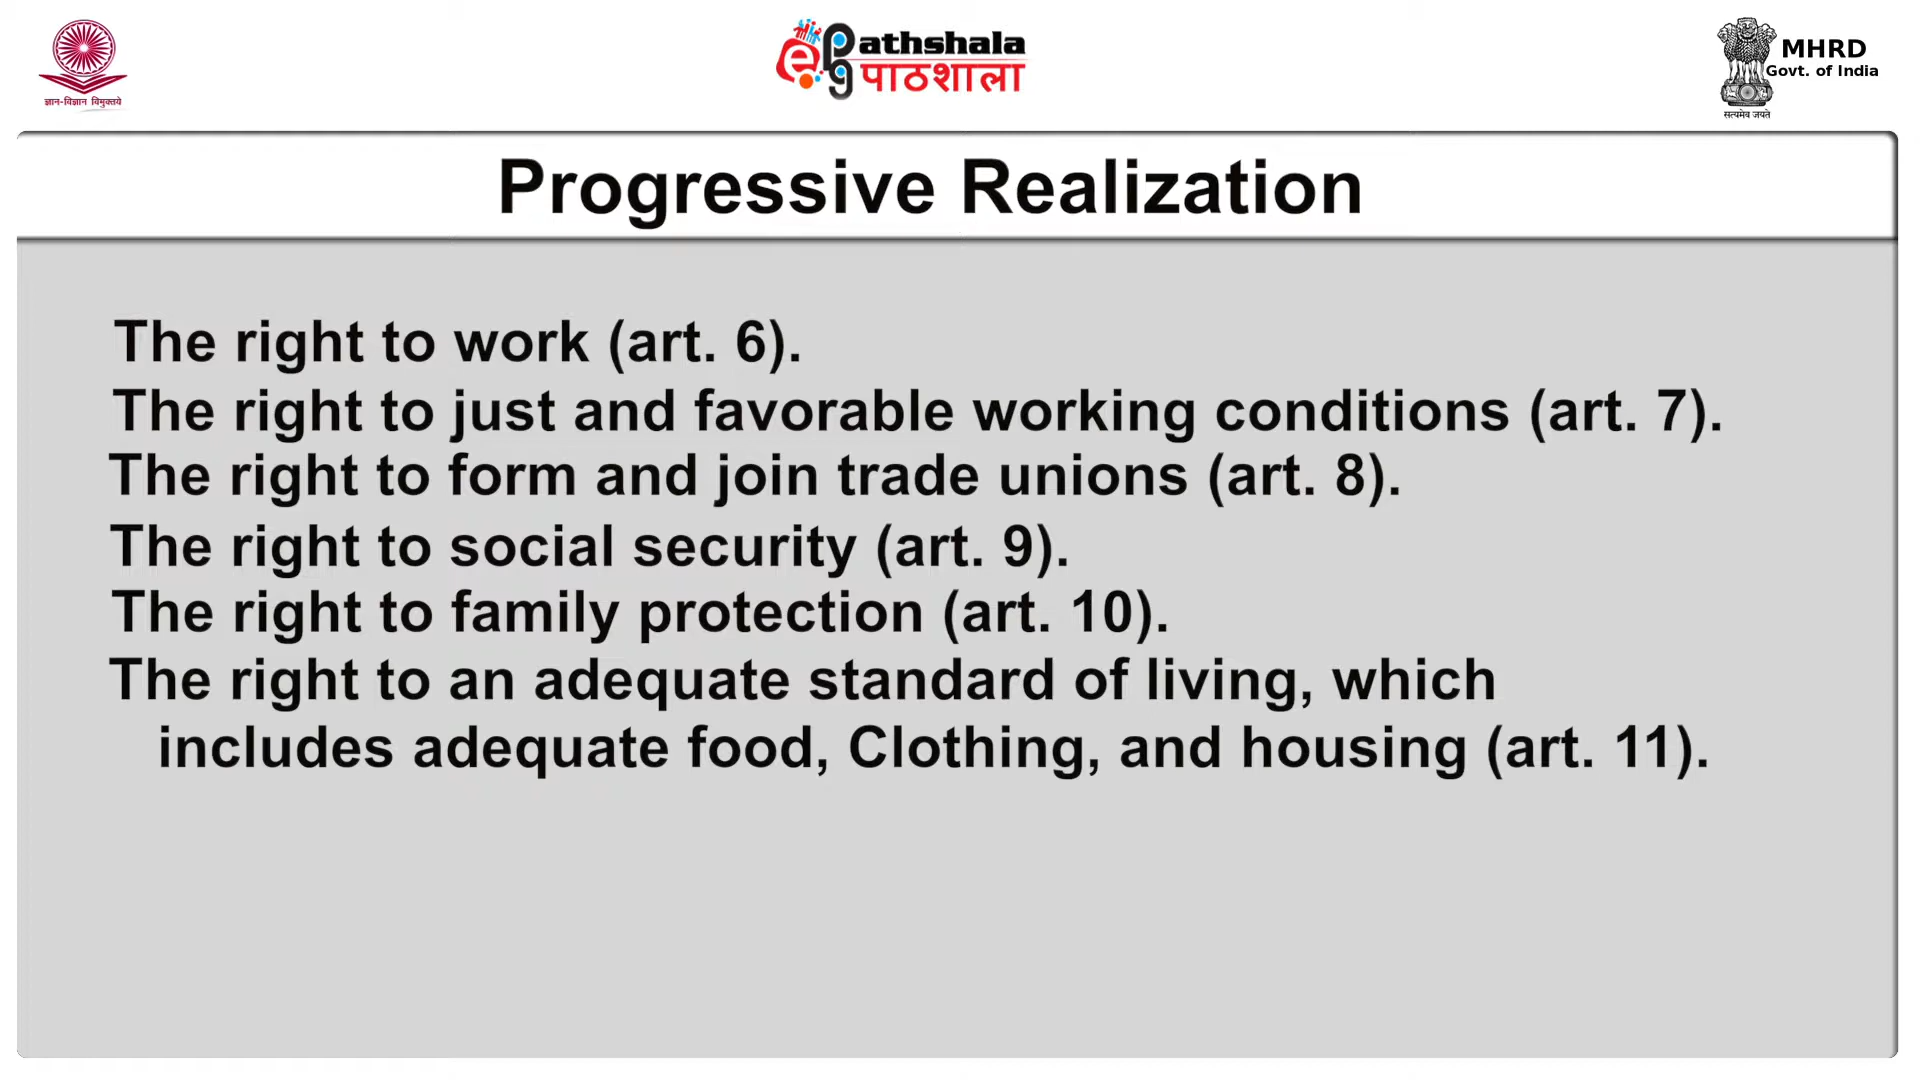 ज्ञान-विज्ञान विमुक्तये
ePG athshala
पाठशाला
MHRD
Govt. of India
सत्यमेव जयते
Progressive Realization
The right to work (art. 6).
The right to just and favorable working conditions (art. 7).
The right to form and join trade unions (art. 8).
The right to social security (art. 9).
The right to family protection (art. 10).
The right to an adequate standard of living, which
includes adequate food, Clothing, and housing (art. 11).